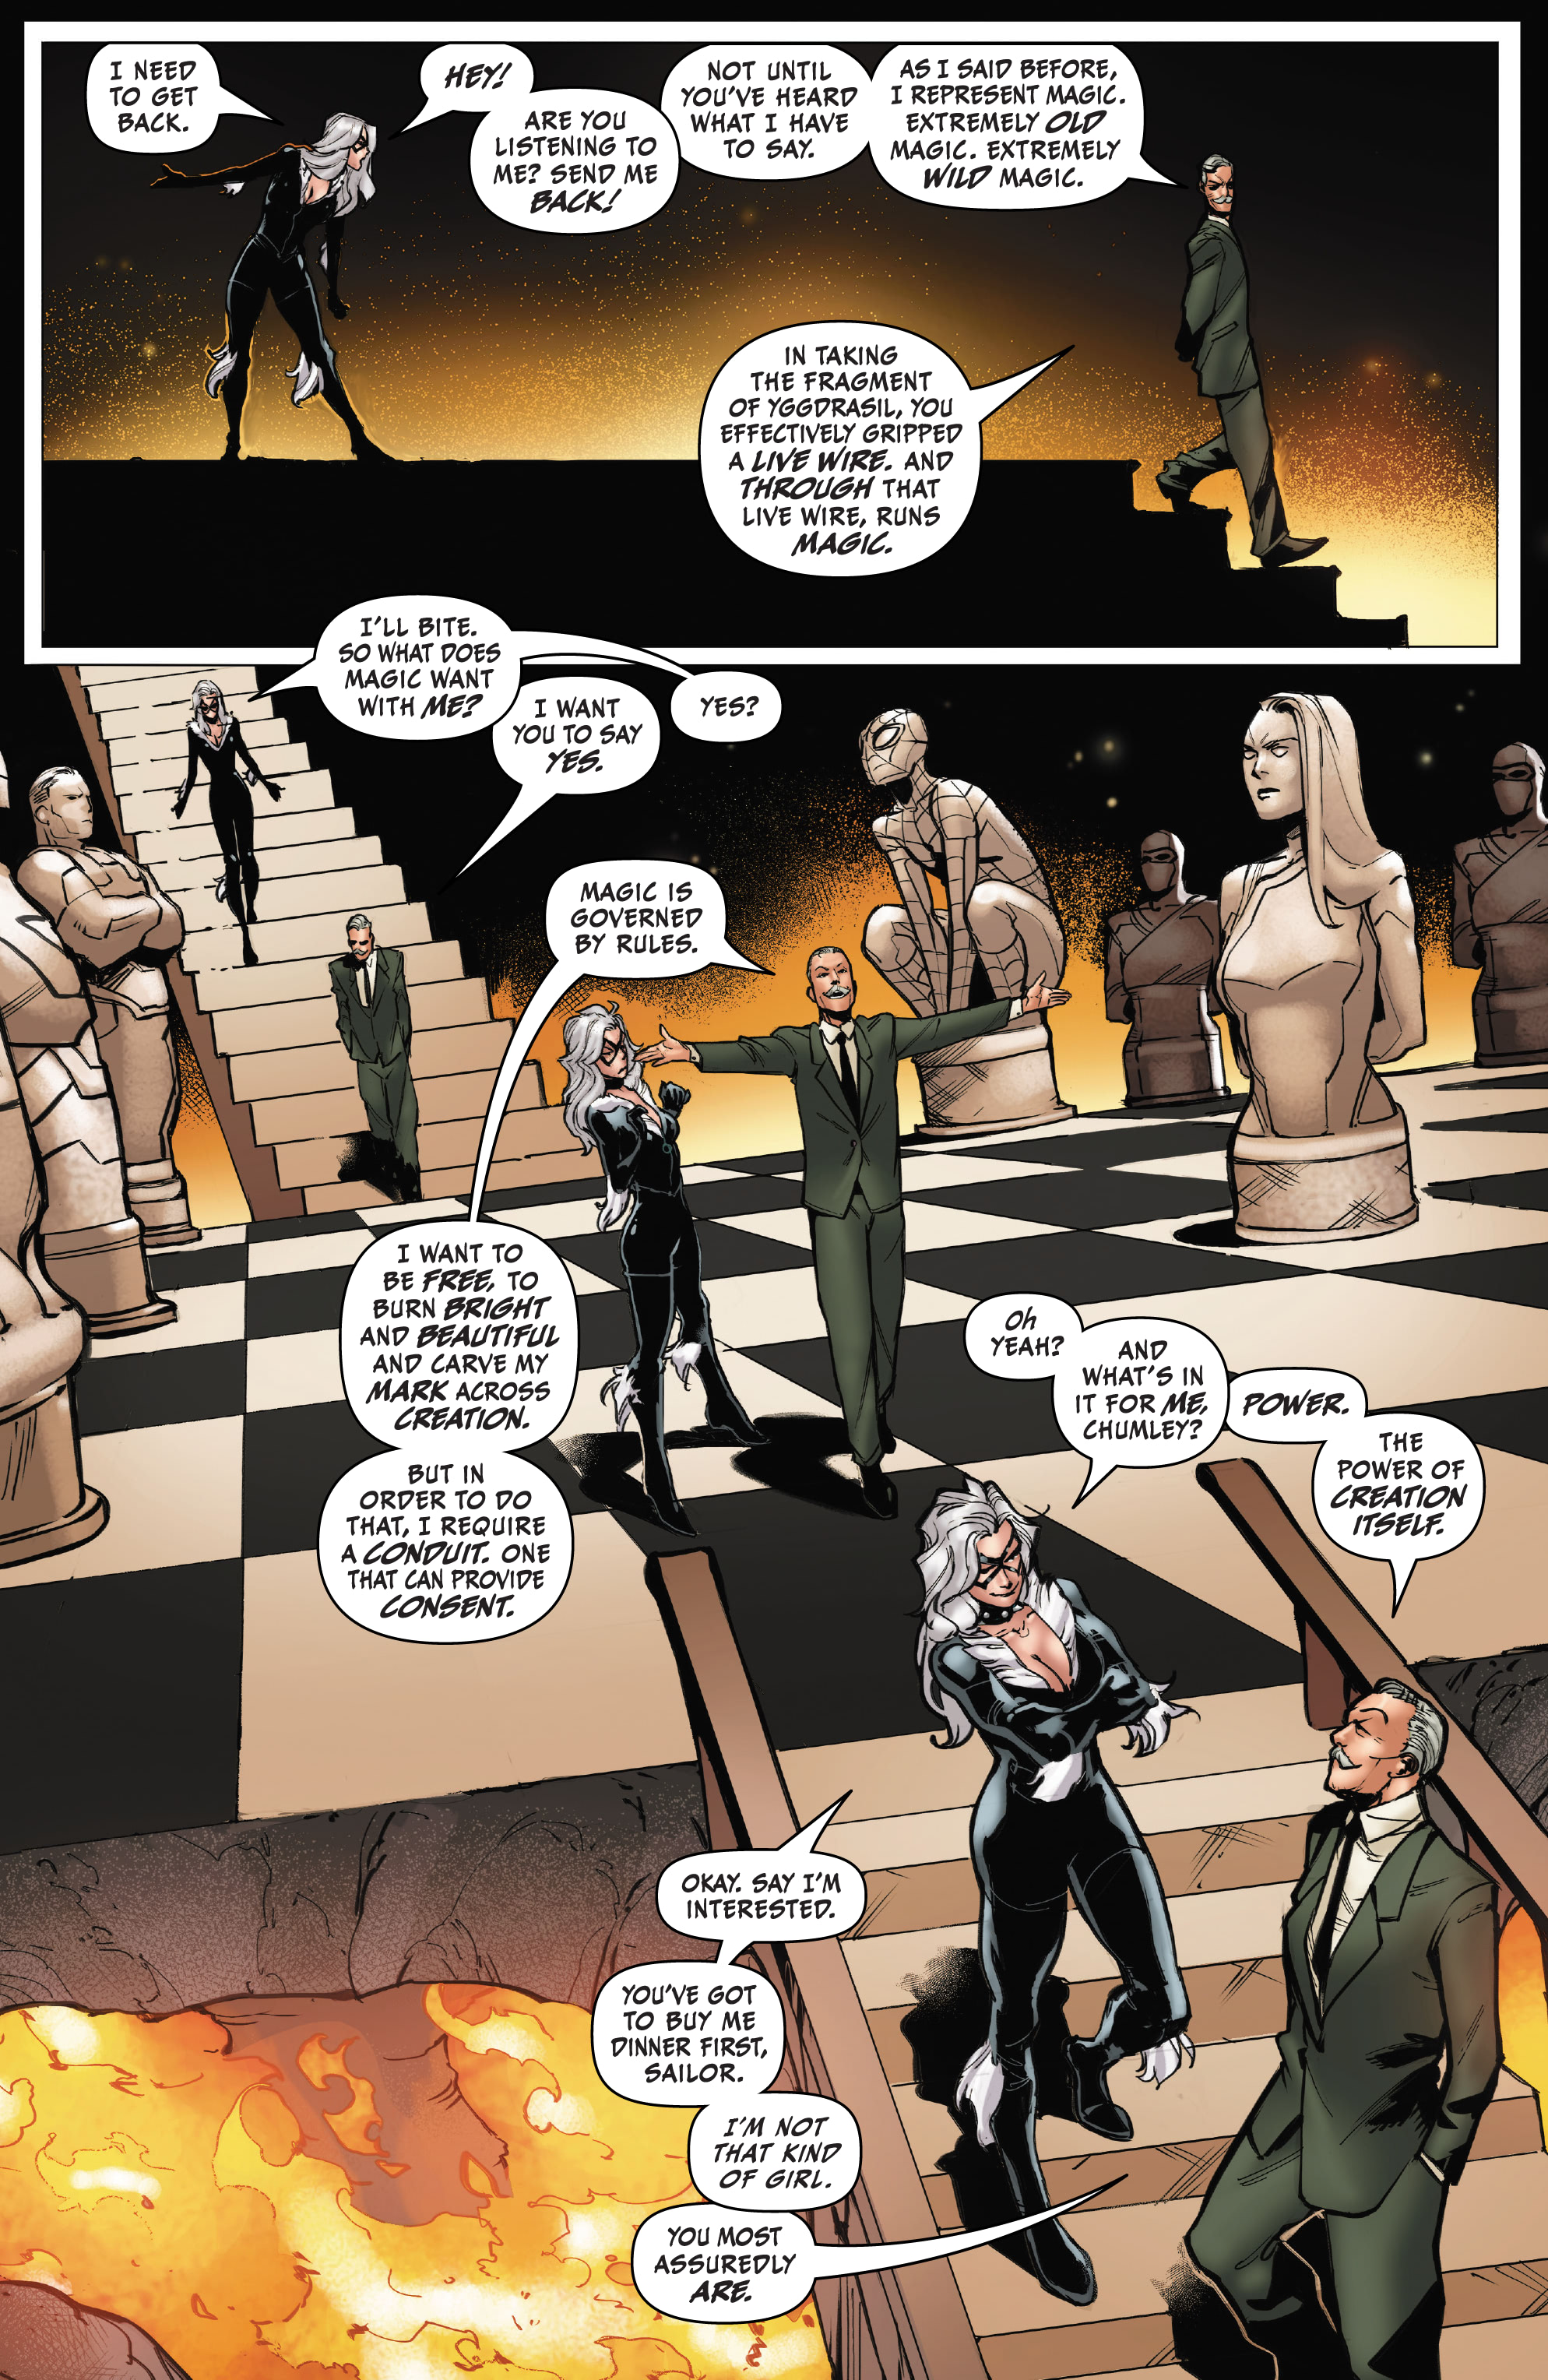 I NEED
TO GET
BACK.
HEY!
ARE YOU
LISTENING TO
ME? SEND ME
BACK!
NOT UNTIL
YOU'VE HEARD
WHAT I HAVE
TO SAY.
AS I SAID BEFORE,
I REPRESENT MAGIC.
EXTREMELY OLD
MAGIC. EXTREMELY
WILD MAGIC.
IN TAKING
THE FRAGMENT
OF YGGDRASIL, YOU
EFFECTIVELY GRIPPED
A LIVE WIRE. AND
THROUGH THAT
LIVE WIRE, RUNS
MAGIC.
I'LL BITE.
SO WHAT DOES
MAGIC WANT
WITH ME?
I WANT
YOU TO SAY
YES.
YES?
MAGIC IS
GOVERNED
BY RULES.
I WANT TO
BE FREE, TO
BURN BRIGHT
AND BEAUTIFUL
AND CARVE MY
MARK ACROSS
CREATION.
BUT IN
ORDER TO DO
THAT, I REQUIRE
A CONDUIT. ONE
THAT CAN PROVIDE
CONSENT.
Oh
YEAH?
AND
WHAT'S IN
IT FOR ME,
CHUMLEY?
POWER.
THE
POWER OF
CREATION
ITSELF.
OKAY. SAY I'M
INTERESTED.
YOU'VE GOT
TO BUY ME
DINNER FIRST,
SAILOR.
I'M NOT
THAT KIND
OF GIRL.
YOU MOST
ASSUREDLY
ARE.